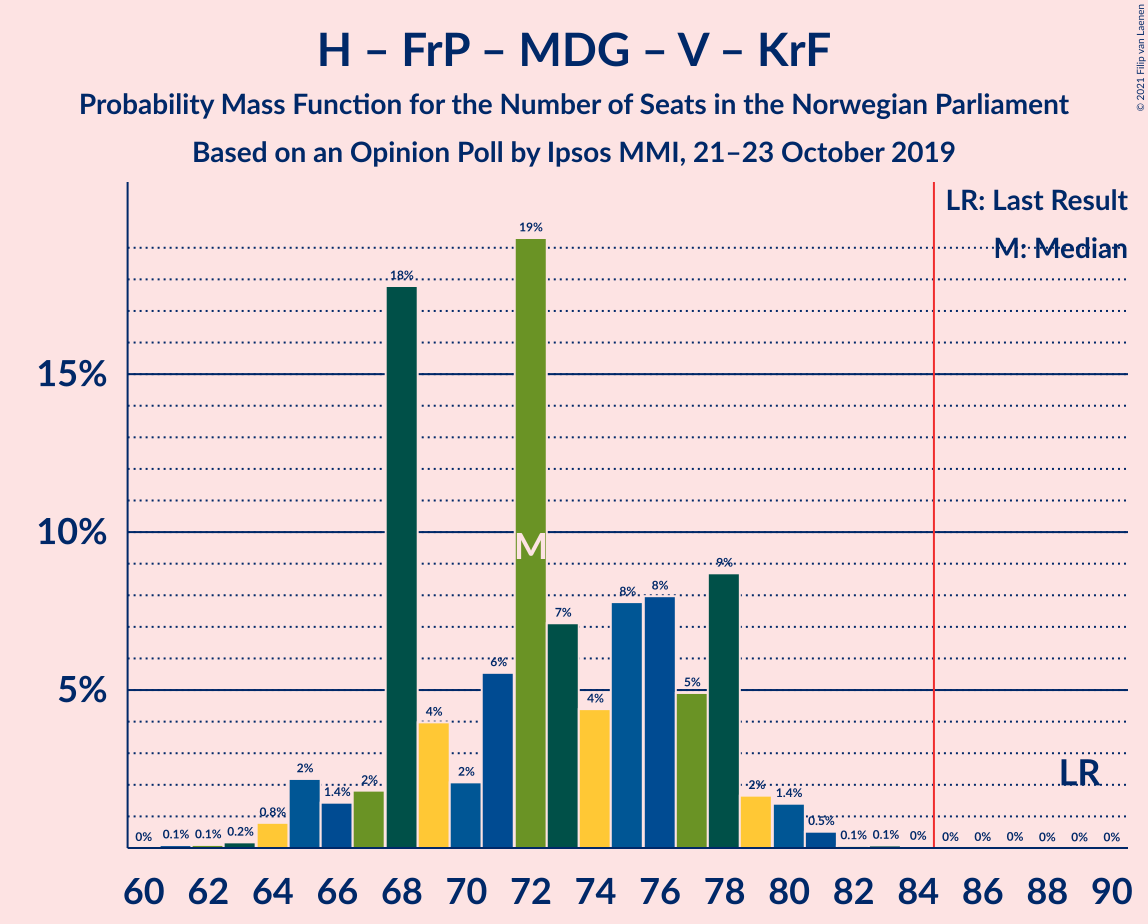 H – FrP – MDG – V – KrF
Probability Mass Function for the Number of Seats in the Norwegian Parliament
Based on an Opinion Poll by Ipsos MMI, 21–23 October 2019
© 2021 Filip van Laenen
LR: Last Result
M: Median
15%
10%
5%
0% 0.1% 0.1% 0.2% 0.8% 2% 1.4% 2% 18% 4% 2% 6% 19% 7% 4% 8% 8% 5% 9% 2% 1.4% 0.5% 0.1% 0.1% 0% 0% 0% 0% 0% 0% 0%
M
LR
60 62 64 66 68 70 72 74 76 78 80 82 84 86 88 90